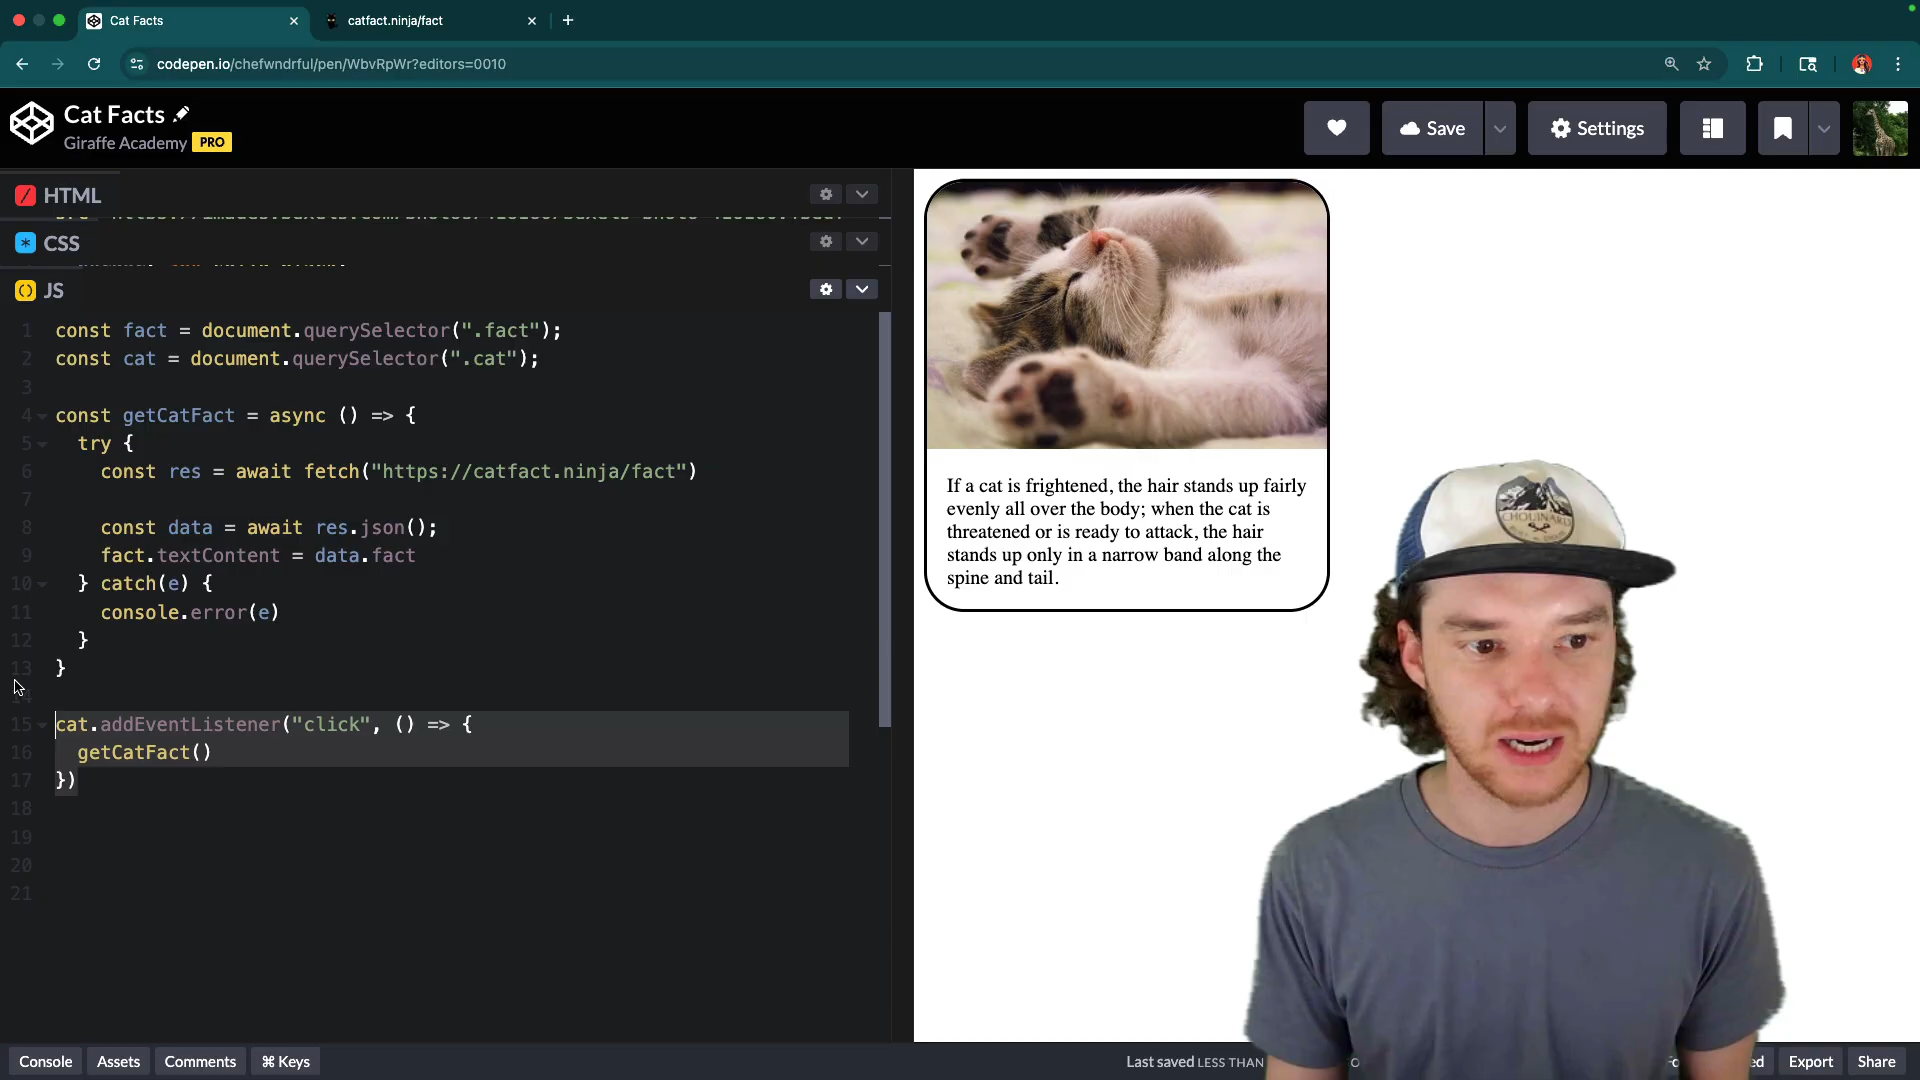 Cat Facts
catfact.ninja/fact
codepen.io/chefwndrful/pen/WbvRpWr?editors=0010
Cat Facts
Giraffe Academy PRO
Save
Settings
HTML
CSS
JS
1 const fact = document.querySelector(".fact");
2 const cat = document.querySelector(".cat");
3
4 const getCatFact = async () => {
5 try {
6 const res = await fetch("https://catfact.ninja/fact")
7
8 const data = await res.json();
9 fact.textContent = data.fact
10 } catch(e) {
11 console.error(e)
12 }
13 }
14
15 cat.addEventListener("click", () => {
16 getCatFact()
17 })
18
19
20
21
If a cat is frightened, the hair stands up fairly
evenly all over the body; when the cat is
threatened or is ready to attack, the hair
stands up only in a narrow band along the
spine and tail.
CHOUINARD
Console
Assets
Comments
⌘ Keys
Last saved LESS THAN
Export
Share